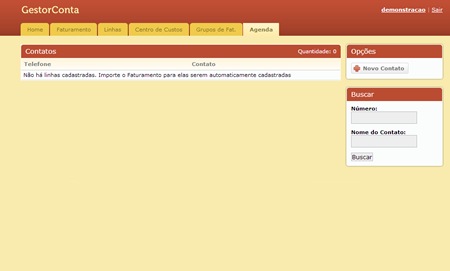 GestorConta
demonstracao | Sair
Home Faturamento Linhas Centro de Custos Grupos de Fat. Agenda
Contatos Quantidade: 0
Telefone Contato
Não há linhas cadastradas. Importe o Faturamento para elas serem automaticamente cadastradas
Opções
Novo Contato
Buscar
Número:
Nome do Contato:
Buscar